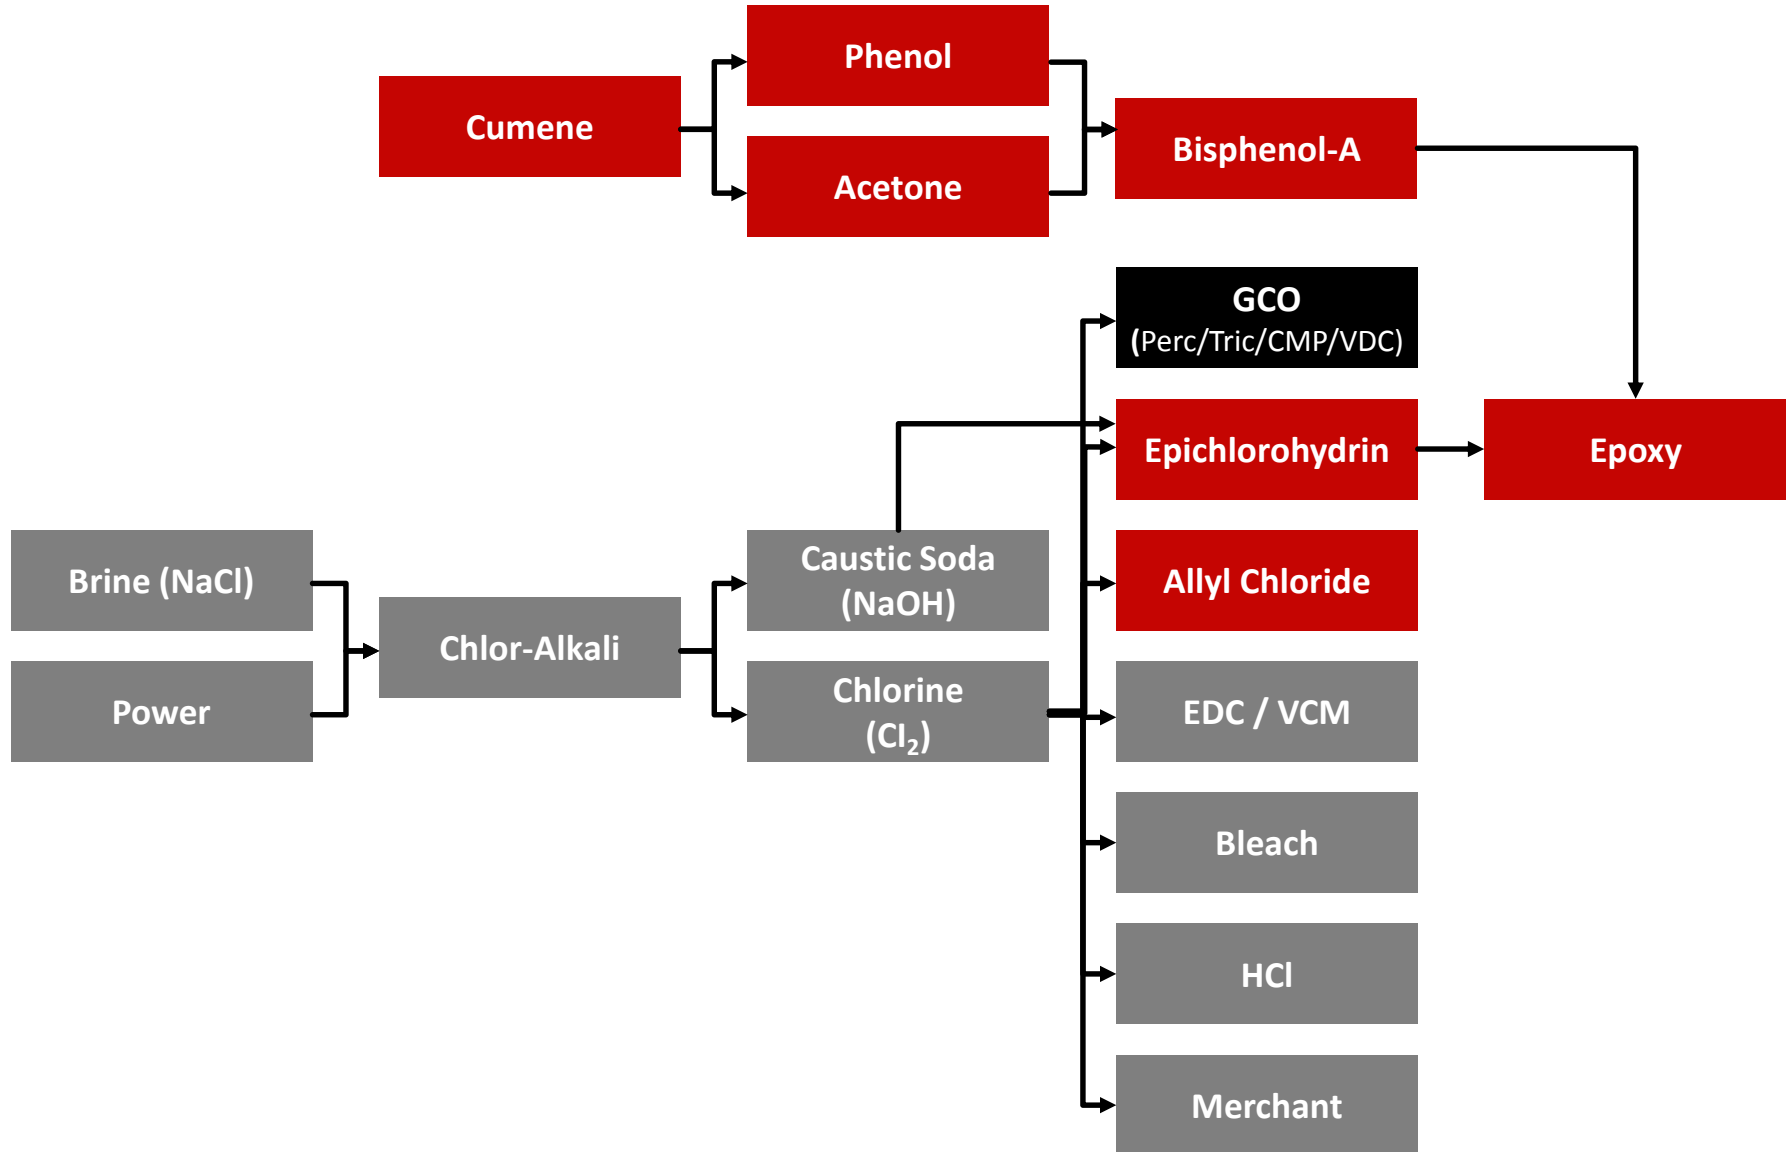 Phenol
Cumene
Acetone
Bisphenol-A
GCO
(Perc/Tric/CMP/VDC)
Epichlorohydrin
Epoxy
Brine (NaCl)
Power
Chlor-Alkali
Caustic Soda
(NaOH)
Chlorine
(Cl₂)
Allyl Chloride
EDC / VCM
Bleach
HCl
Merchant